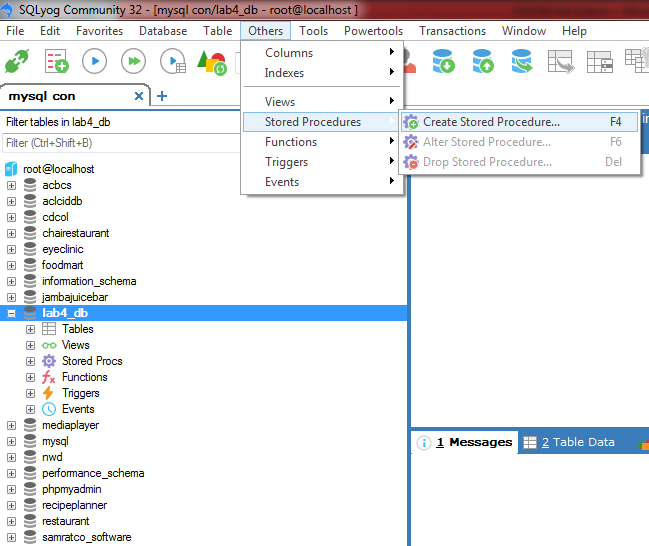 SQLyog Community 32 - [mysql con/lab4_db - root@localhost ]
File Edit Favorites Database Table Others Tools Powertools Transactions Window Help
mysql con
Filter tables in lab4_db
Filter (Ctrl+Shift+B)
Columns
Indexes
Views
Stored Procedures
Functions
Triggers
Events
Create Stored Procedure... F4
Alter Stored Procedure... F6
Drop Stored Procedure... Del
root@localhost
acbcs
aclciddb
cdcol
chairestaurant
eyeclinic
foodmart
information_schema
jambajuicebar
lab4_db
Tables
Views
Stored Procs
Functions
Triggers
Events
mediaplayer
mysql
nwd
performance_schema
phpmyadmin
recipeplanner
restaurant
samratco_software
1 Messages 2 Table Data